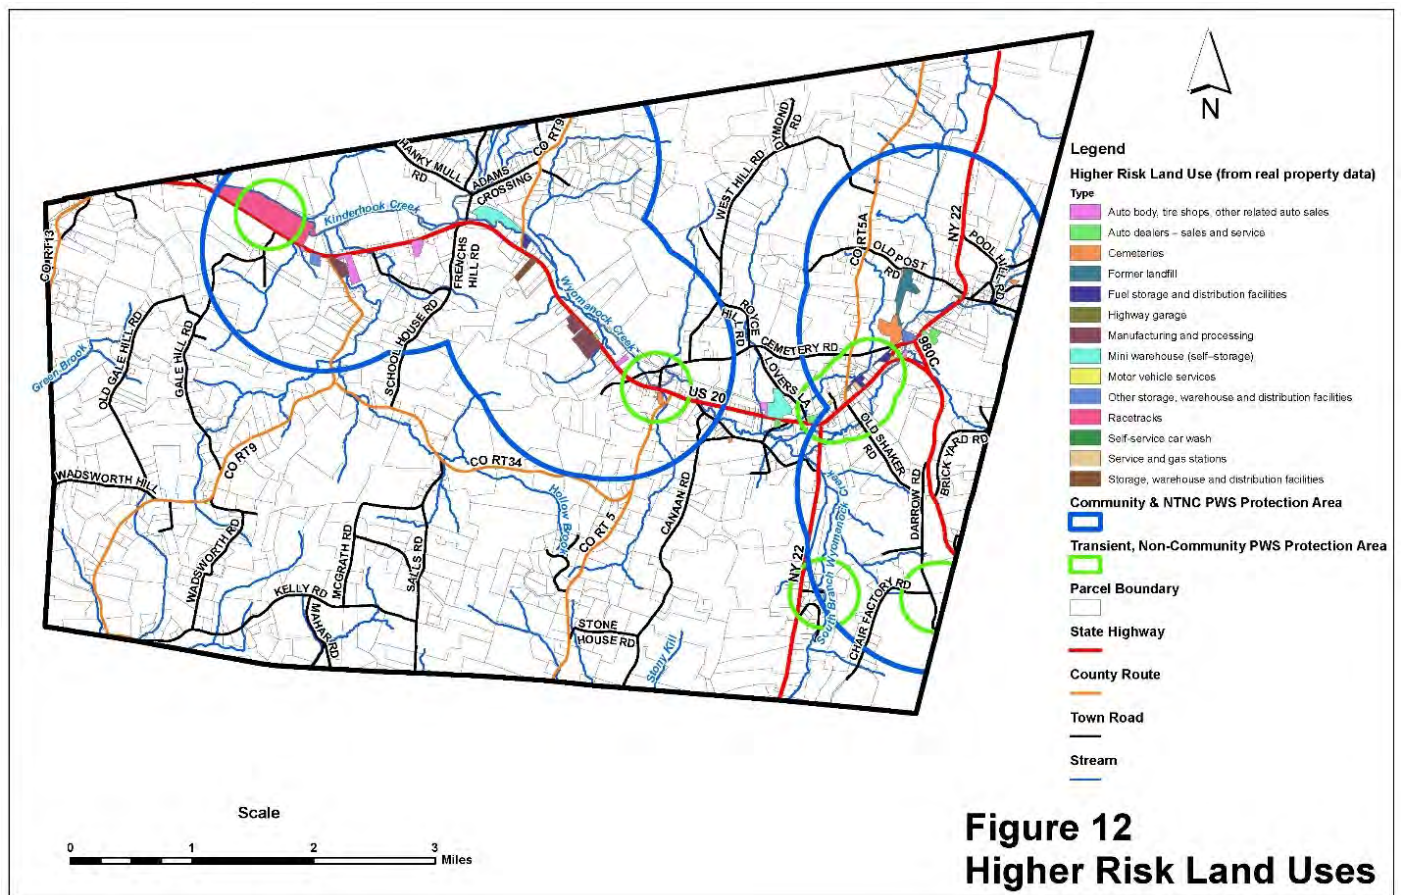 N
Legend
Higher Risk Land Use (from real property data)
Type
Auto body, tire shops, other related auto sales
Auto dealers – sales and service
Cemeteries
Former landfill
Fuel storage and distribution facilities
Highway garage
Manufacturing and processing
Mini warehouse (self–storage)
Motor vehicle services
Other storage, warehouse and distribution facilities
Racetracks
Self-service car wash
Service and gas stations
Storage, warehouse and distribution facilities
Community & NTNC PWS Protection Area
Transient, Non-Community PWS Protection Area
Parcel Boundary
State Highway
County Route
Town Road
Stream
CO RT13
HANKY MULL
RD
ADAMS
CROSSING
CO RT9
Kinderhook Creek
FRENCHS
HILL RD
WEST HILL RD
DYMOND
RD
CO RT5A
NY 22
OLD POST
RD
POOL HILL RD
Green Brook
OLD GALE HILL RD
GALE HILL RD
SCHOOL HOUSE RD
Wyomanock Creek
ROYCE
HILL RD
CEMETERY RD
LOVERS LA
980C
US 20
OLD SHAKER
RD
BRICK YARD RD
DARROW RD
WADSWORTH HILL
CO RT9
CO RT34
Hollow Brook
CO RT 5
CANAAN RD
WADSWORTH RD
MCGRATH RD
SALLS RD
KELLY RD
MAHAR RD
STONE
HOUSE RD
Stony Kill
NY 22
South Branch Wyomanock
Creek
CHAIR FACTORY RD
Scale
0 1 2 3
Miles
Figure 12
Higher Risk Land Uses